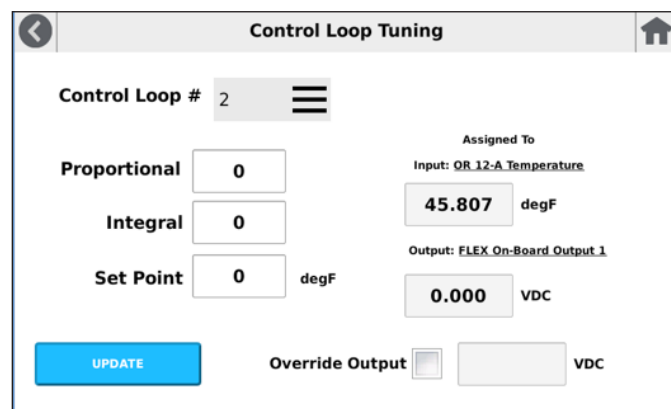 Control Loop Tuning
Control Loop # 2
Assigned To
Proportional 0
Input: OR 12-A Temperature
45.807 degF
Integral 0
Output: FLEX On-Board Output 1
Set Point 0 degF
0.000 VDC
UPDATE
Override Output VDC